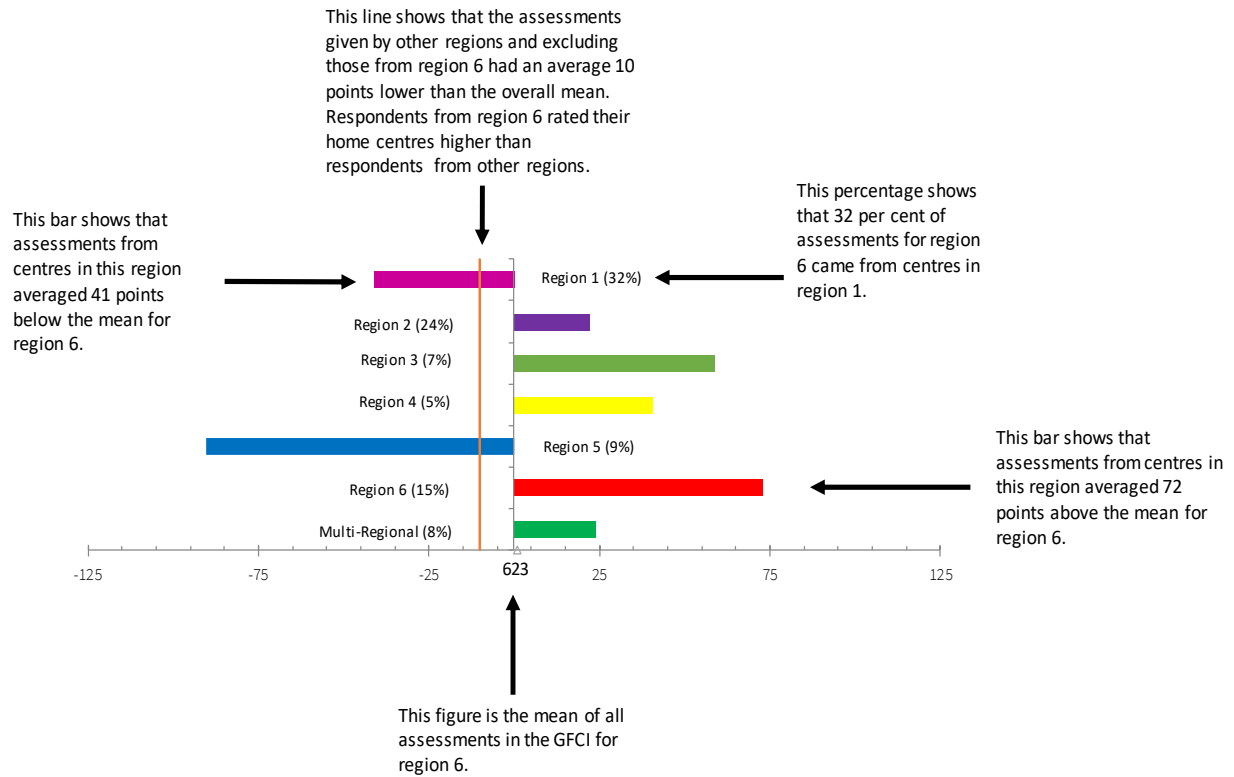 This line shows that the assessments
given by other regions and excluding
those from region 6 had an average 10
points lower than the overall mean.
Respondents from region 6 rated their
home centres higher than
respondents from other regions.
This bar shows that
assessments from
centres in this region
averaged 41 points
below the mean for
region 6.
This percentage shows
that 32 per cent of
assessments for region
6 came from centres in
region 1.
Region 1 (32%)
Region 2 (24%)
Region 3 (7%)
Region 4 (5%)
Region 5 (9%)
Region 6 (15%)
Multi-Regional (8%)
This bar shows that
assessments from centres in
this region averaged 72
points above the mean for
region 6.
-125 -75 -25 623 25 75 125
This figure is the mean of all
assessments in the GFCI for
region 6.